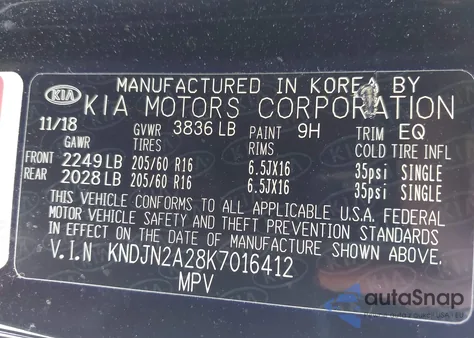 MANUFACTURED IN KOREA BY
KIA KIA MOTORS CORPORATION
11/18 GVWR 3836 LB PAINT 9H TRIM EQ
GAWR TIRES RIMS COLD TIRE INFL
FRONT 2249 LB 205/60 R16 6.5JX16 35psi SINGLE
REAR 2028 LB 205/60 R16 6.5JX16 35psi SINGLE
THIS VEHICLE CONFORMS TO ALL APPLICABLE U.S.A. FEDERAL
MOTOR VEHICLE SAFETY AND THEFT PREVENTION STANDARDS
IN EFFECT ON THE DATE OF MANUFACTURE SHOWN ABOVE.
V.I.N KNDJN2A28K7016412
MPV
autoSnap